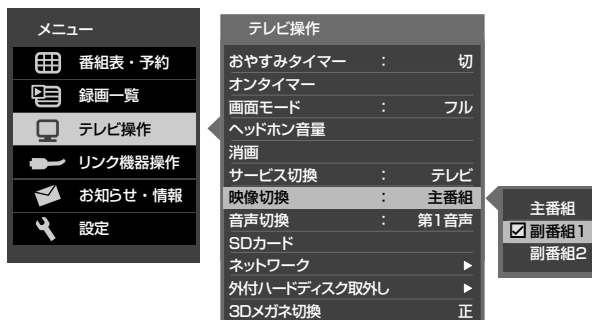 メニュー
番組表・予約
録画一覧
テレビ操作
リンク機器操作
お知らせ・情報
設定
テレビ操作
おやすみタイマー : 切
オンタイマー
画面モード : フル
ヘッドホン音量
消画
サービス切換 : テレビ
映像切換 : 主番組
音声切換 : 第1音声
SDカード
ネットワーク
外付ハードディスク取外し
3Dメガネ切換 正
主番組
副番組1
副番組2